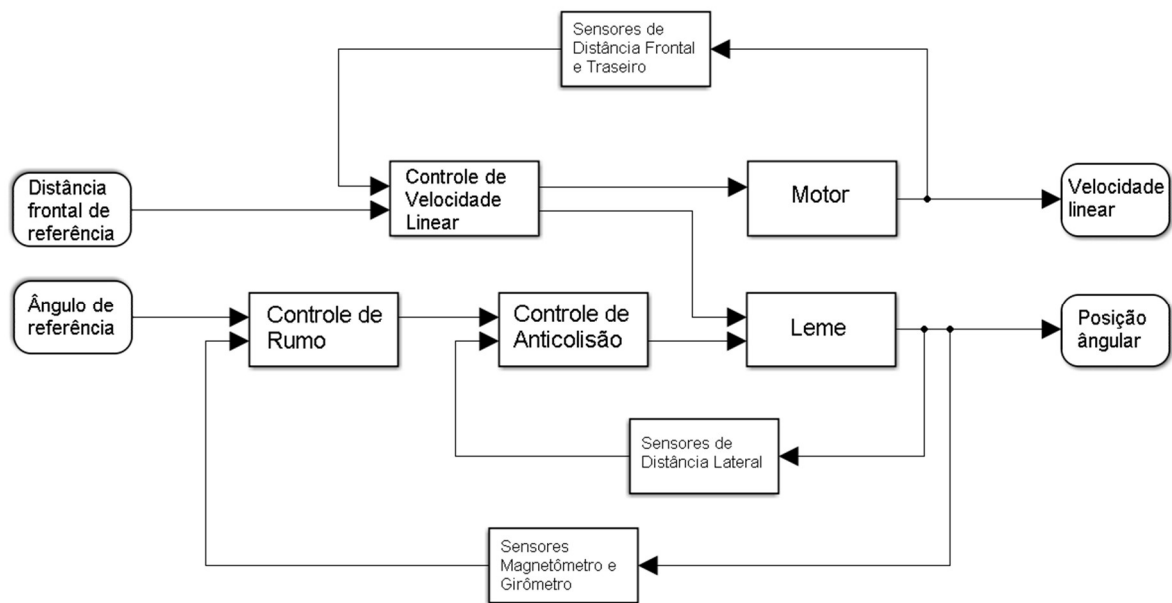 Sensores de
Distância Frontal
e Traseiro
Distância
frontal de
referência
Controle de
Velocidade
Linear
Motor
Velocidade
linear
Ângulo de
referência
Controle de
Rumo
Controle de
Anticolisão
Leme
Posição
ângular
Sensores de
Distância Lateral
Sensores
Magnetômetro e
Girômetro